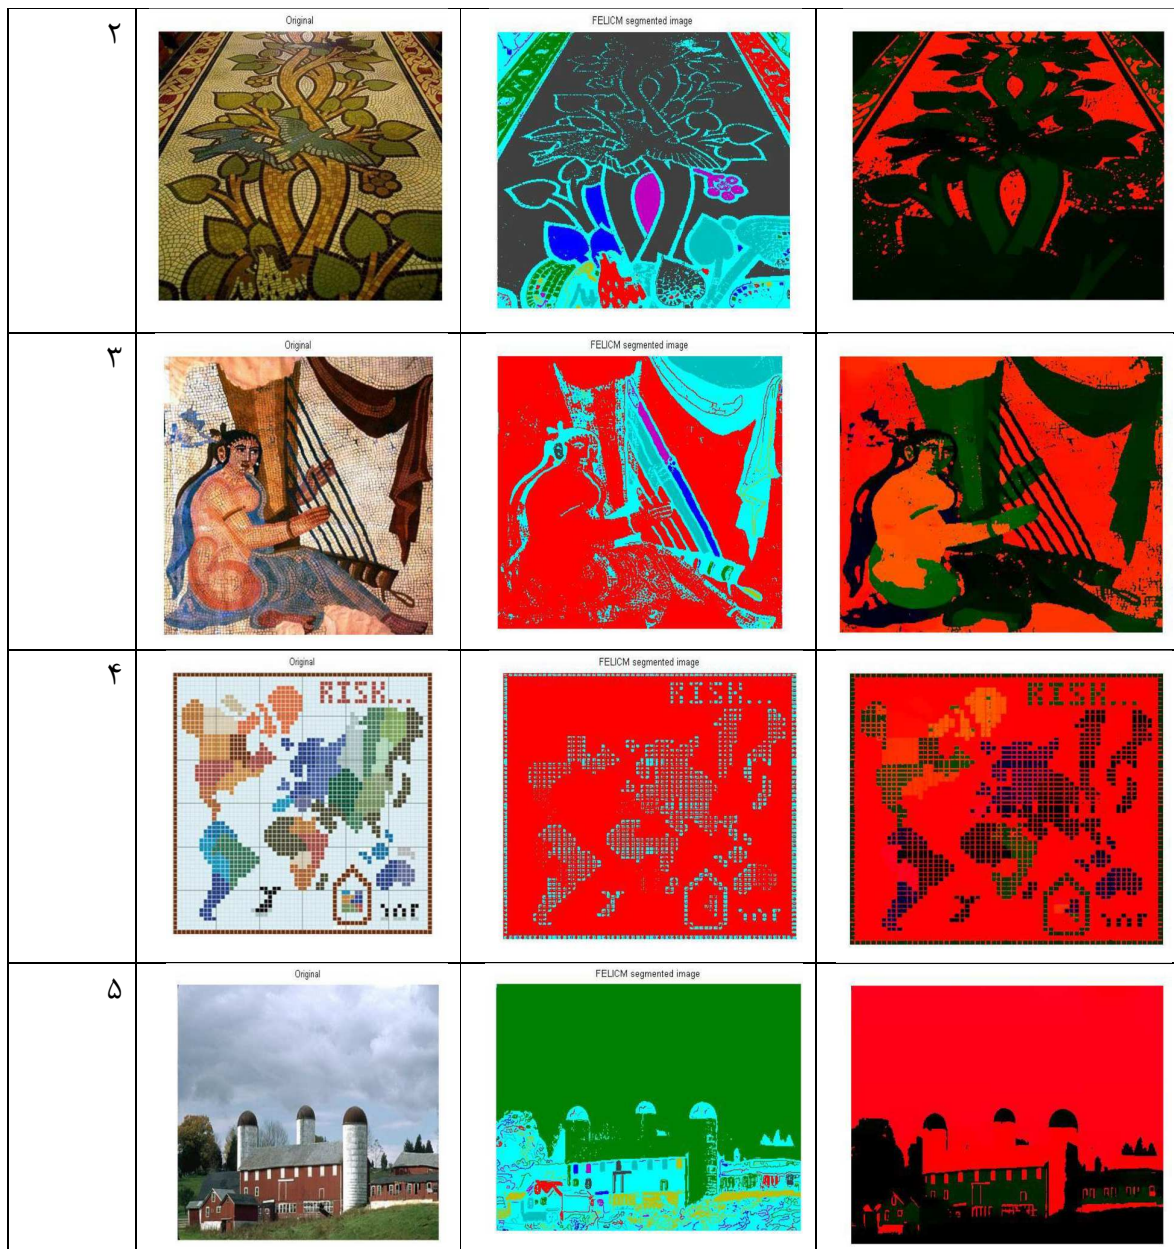 Original
FELICM segmented image
۲
Original
FELICM segmented image
۳
Original
FELICM segmented image
۴
RISK..
RISK...
RISK..
Original
FELICM segmented image
۵